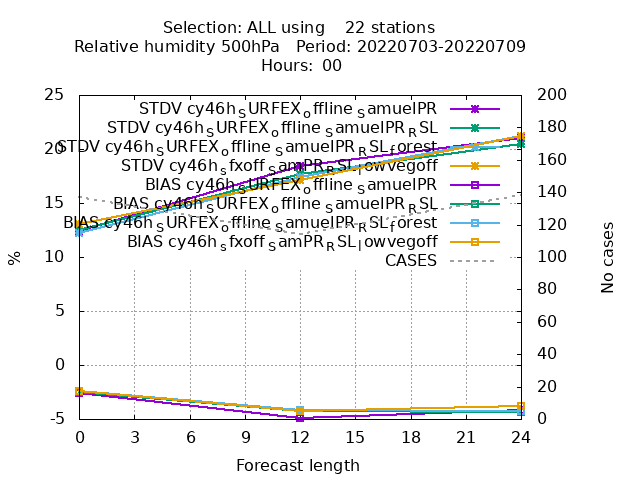 Selection: ALL using 22 stations
Relative humidity 500hPa Period: 20220703-20220709
Hours: 00
25
20
15
10
5
0
-5
%
STDV cy46h_SURFEX_offline_SamuelPR
STDV cy46h_SURFEX_offline_SamuelPR_RSL
STDV cy46h_SURFEX_offline_SamuelPR_RSL_forest
STDV cy46h_sfxoff_SamPR_RSL_lowvegoff
BIAS cy46h_SURFEX_offline_SamuelPR
BIAS cy46h_SURFEX_offline_SamuelPR_RSL
BIAS cy46h_SURFEX_offline_SamuelPR_RSL_forest
BIAS cy46h_sfxoff_SamPR_RSL_lowvegoff
CASES
200
180
160
140
120
100
80
60
40
20
0
No cases
0 3 6 9 12 15 18 21 24
Forecast length